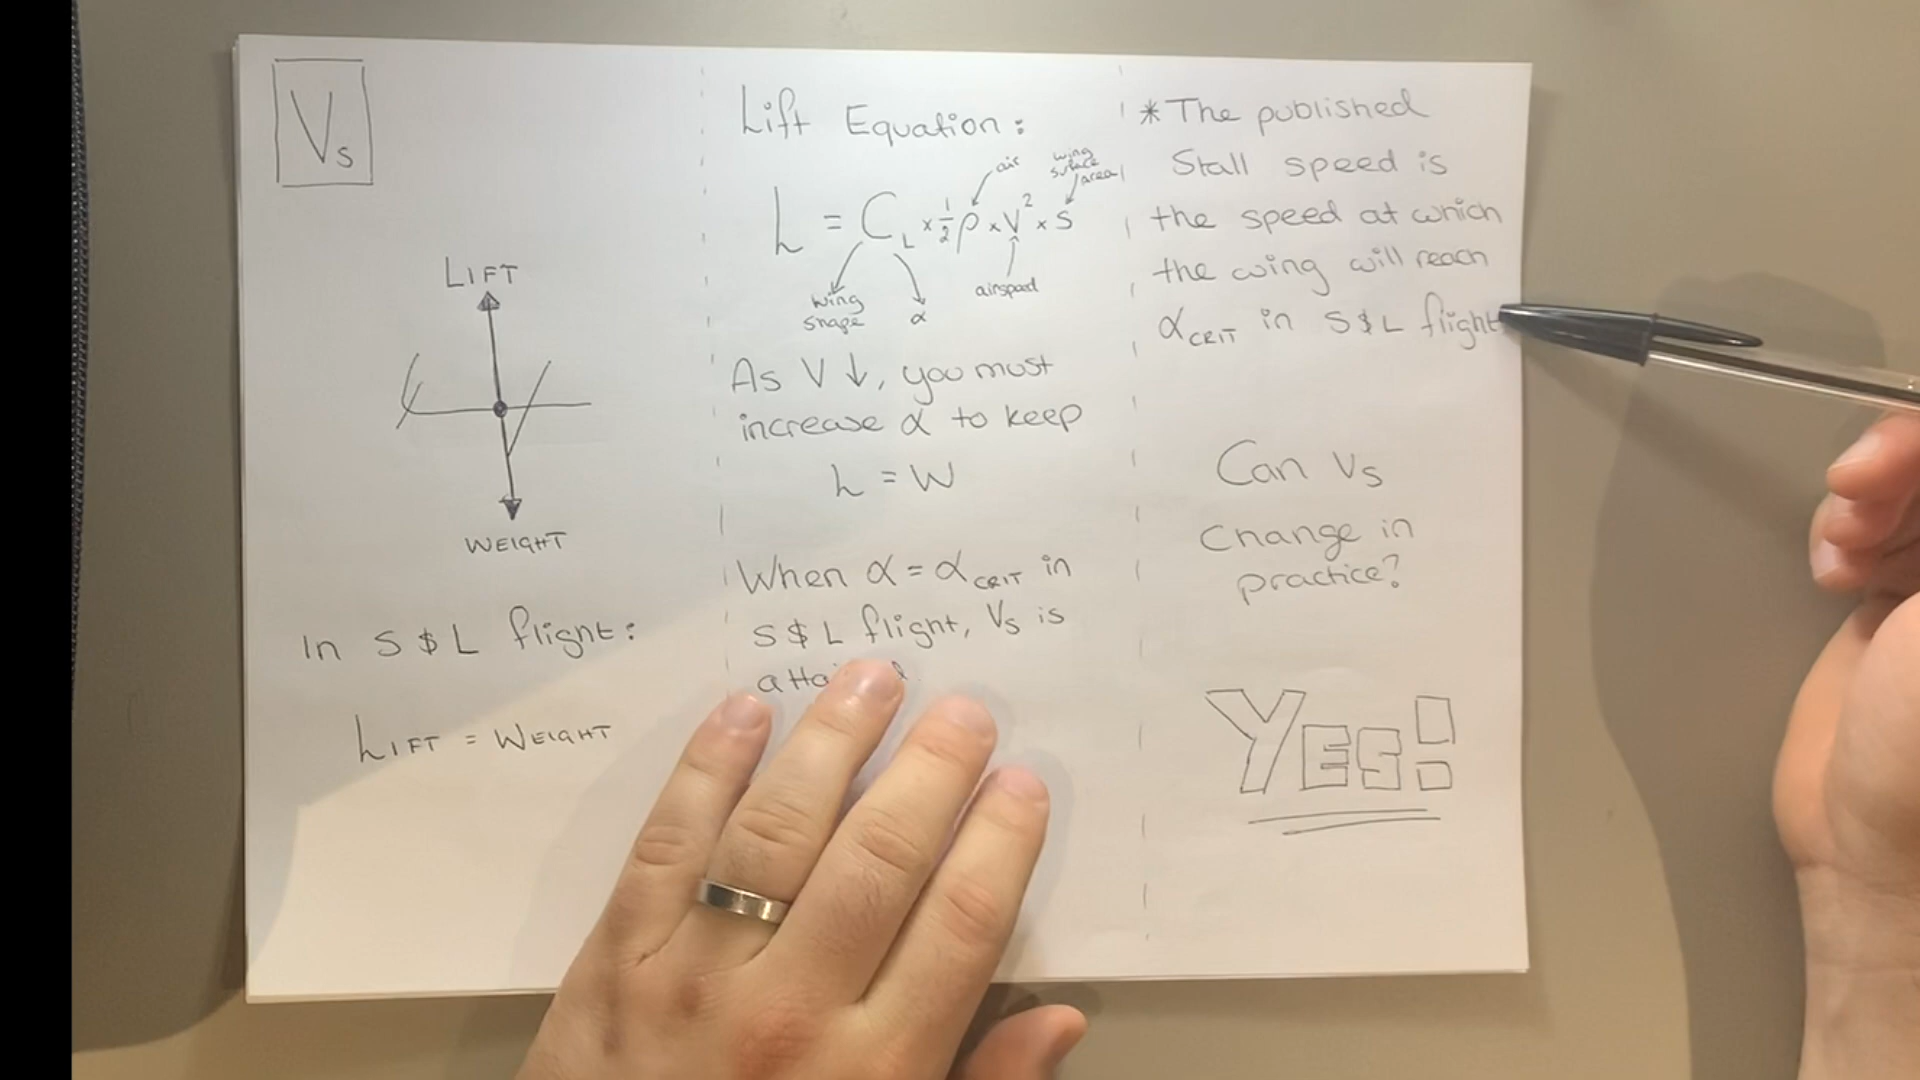 Vs
LIFT
WEIGHT
In S & L flight:
LIFT = WEIGHT
Lift Equation:
air
wing
surface
area
L = CL × 1/2 ρ × V² × S
wing
shape
α
airspeed
As V ↓, you must
increase α to keep
L = W
When α = αCRIT in
S & L flight, Vs is
* The published
Stall speed is
the speed at which
the wing will reach
αCRIT in S & L flight
Can Vs
Change in
practice?
YES!